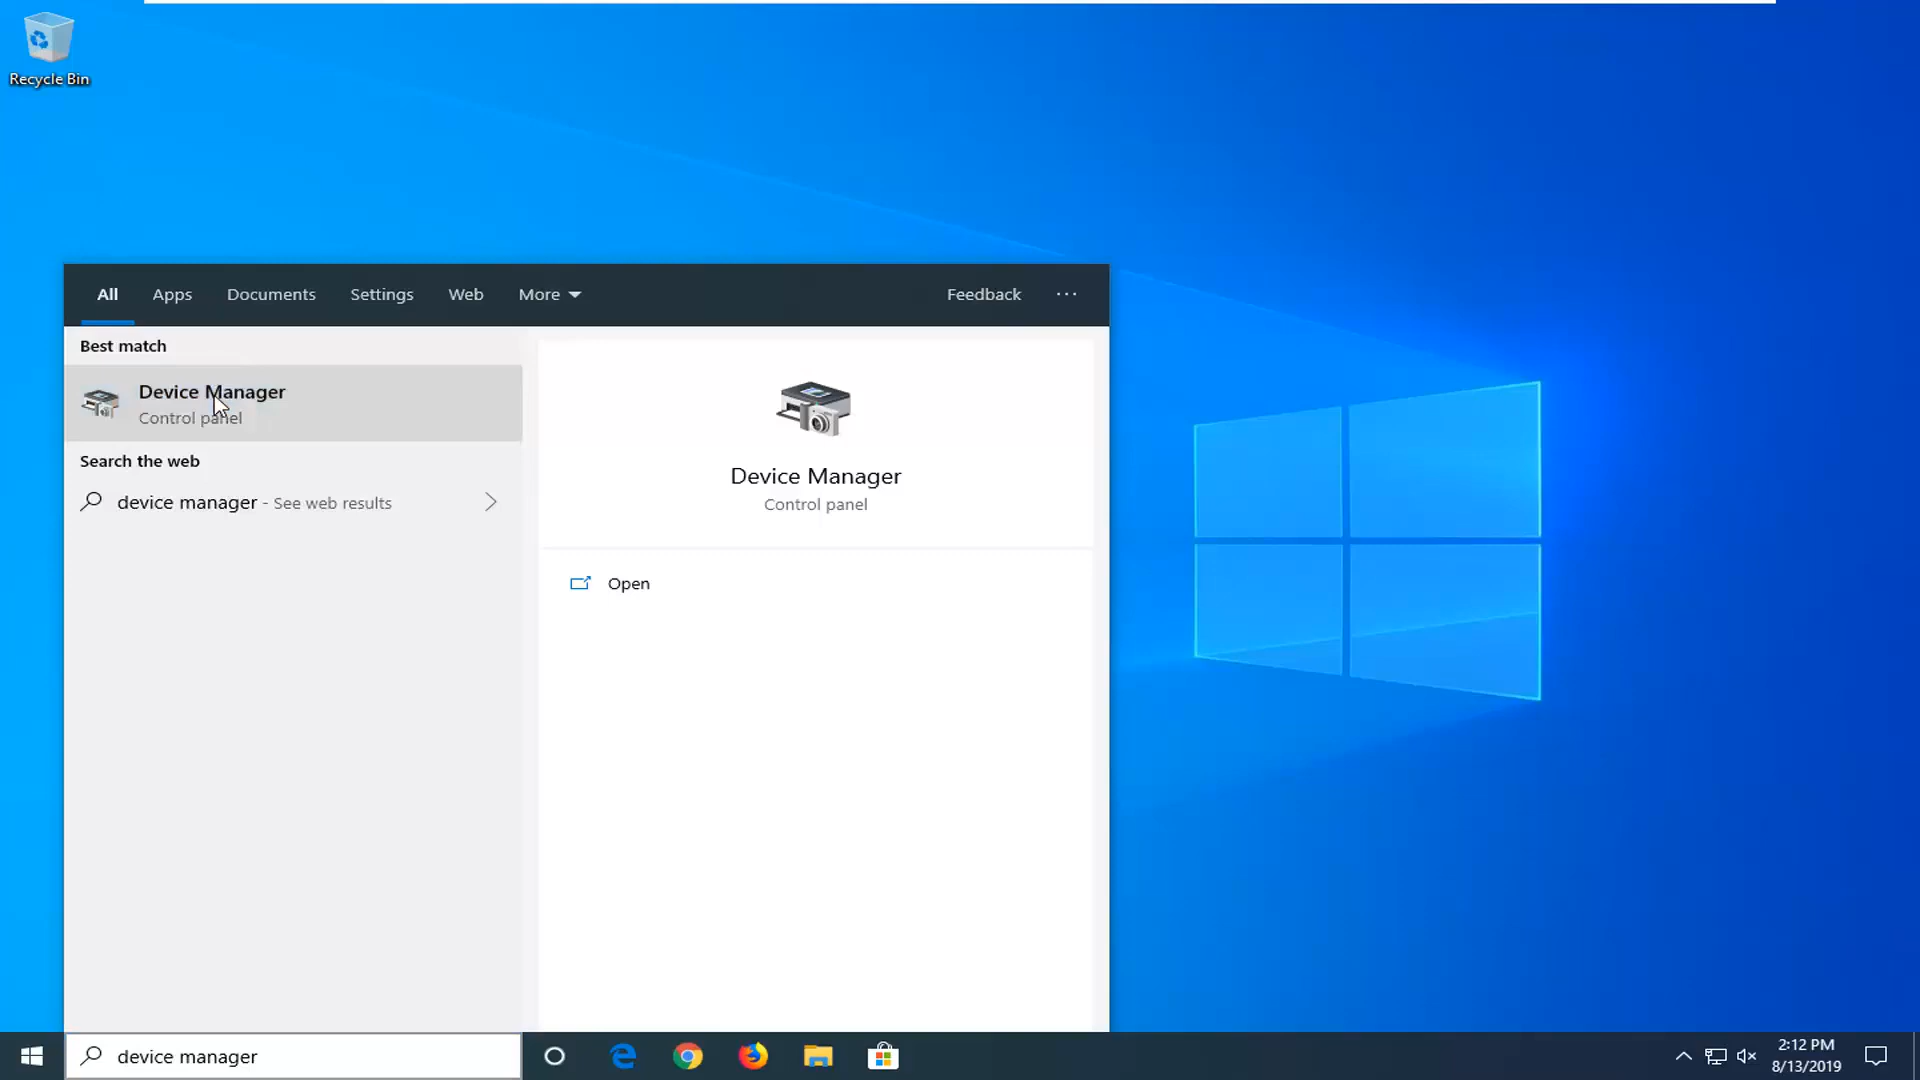 Recycle Bin
All Apps Documents Settings Web More Feedback ...
Best match
Device Manager
Control panel
Search the web
device manager - See web results
Device Manager
Control panel
Open
device manager
2:12 PM
8/13/2019